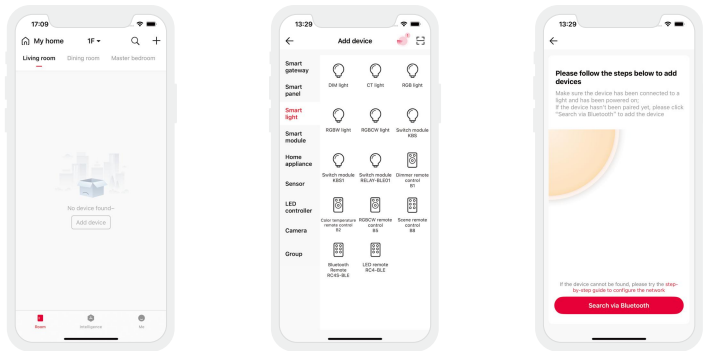 17:09
My home
1F
Living room
Dining room
Master bedroom
No device found~
Add device
Room
Intelligence
Me
13:29
Add device
Smart
gateway
Smart
panel
Smart
light
Smart
module
Home
appliance
Sensor
LED
controller
Camera
Group
DIM light
CT light
RGB light
RGBW light
RGBCW light
Switch module
KBS
Switch module
KBS1
Switch module
RELAY-BLE01
Dimmer remote
control
B1
Color temperature
remote control
B2
RGBCW remote
control
B5
Scene remote
control
B8
Bluetooth
Remote
RC4S-BLE
LED remote
RC4-BLE
13:29
Please follow the steps below to add
devices
Make sure the device has been connected to a
light and has been powered on;
If the device hasn't been paired yet, please click
"Search via Bluetooth" to add the device
If the device cannot be found, please try the step-
by-step guide to configure the network
Search via Bluetooth